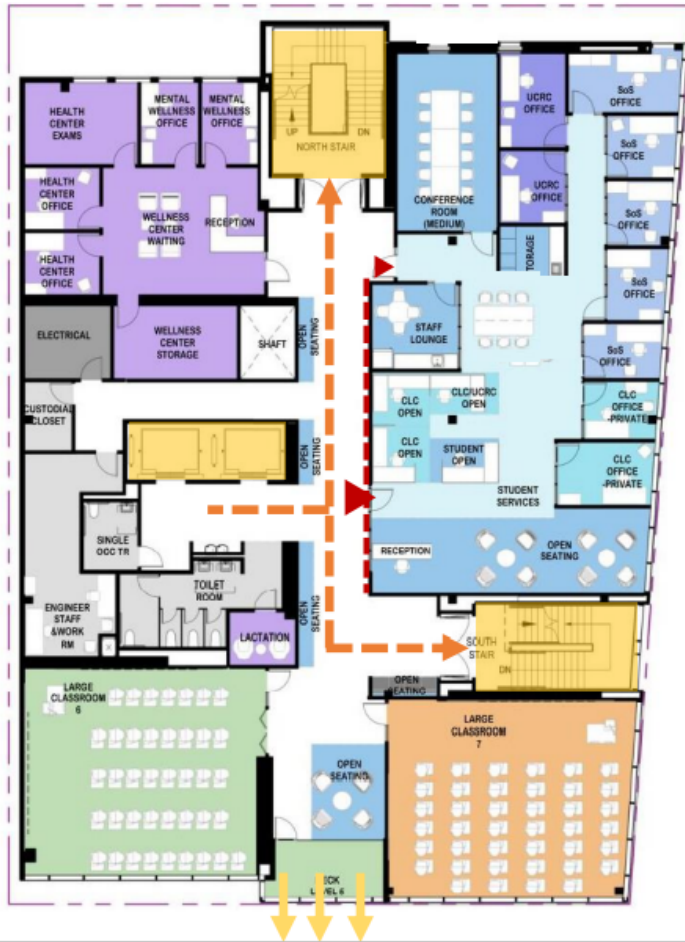 HEALTH
CENTER
EXAMS
MENTAL
WELLNESS
OFFICE
MENTAL
WELLNESS
OFFICE
UP
DN
NORTH STAIR
UCRC
OFFICE
SoS
OFFICE
SoS
OFFICE
HEALTH
CENTER
OFFICE
WELLNESS
CENTER
WAITING
RECEPTION
CONFERENCE
ROOM
(MEDIUM)
UCRC
OFFICE
SoS
OFFICE
HEALTH
CENTER
OFFICE
STORAGE
SoS
OFFICE
ELECTRICAL
WELLNESS
CENTER
STORAGE
SHAFT
OPEN
SEATING
STAFF
LOUNGE
SoS
OFFICE
CUSTODIAL
CLOSET
OPEN
SEATING
CLC
OPEN
CLC/UCRC
OPEN
CLC
OFFICE
-PRIVATE
CLC
OPEN
STUDENT
OPEN
CLC
OFFICE
-PRIVATE
STUDENT
SERVICES
SINGLE
OCC TR
RECEPTION
OPEN
SEATING
TOILET
ROOM
OPEN
SEATING
ENGINEER
STAFF
&WORK
RM
LACTATION
SOUTH
STAIR
DN
OPEN
SEATING
LARGE
CLASSROOM
6
LARGE
CLASSROOM
7
OPEN
SEATING
LEVEL 6